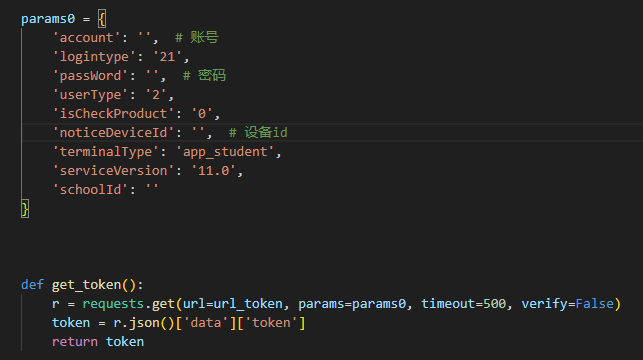 params0 = {
    'account': '',  # 账号
    'logintype': '21',
    'passWord': '',  # 密码
    'userType': '2',
    'isCheckProduct': '0',
    'noticeDeviceId': '',  # 设备id
    'terminalType': 'app_student',
    'serviceVersion': '11.0',
    'schoolId': ''
}
def get_token():
    r = requests.get(url=url_token, params=params0, timeout=500, verify=False)
    token = r.json()['data']['token']
    return token